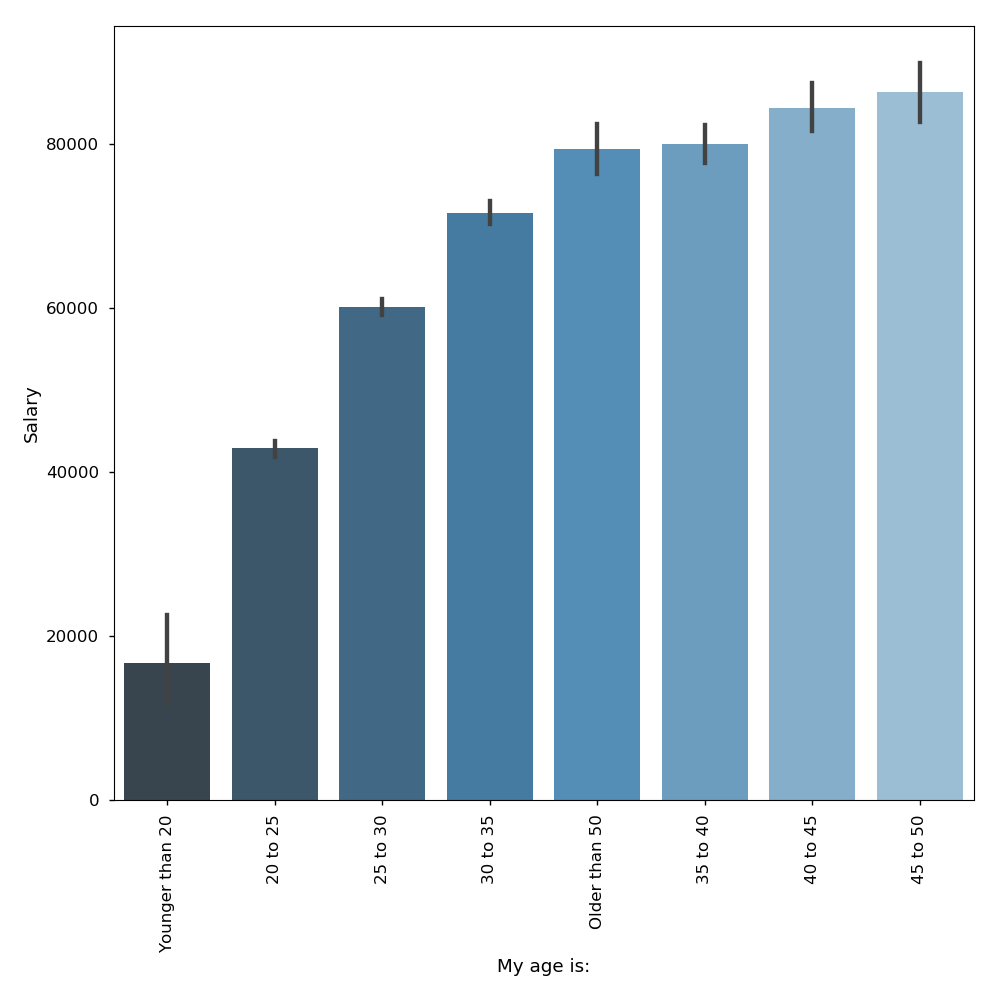 Salary
80000
60000
40000
20000
0
Younger than 20
20 to 25
25 to 30
30 to 35
Older than 50
35 to 40
40 to 45
45 to 50
My age is: